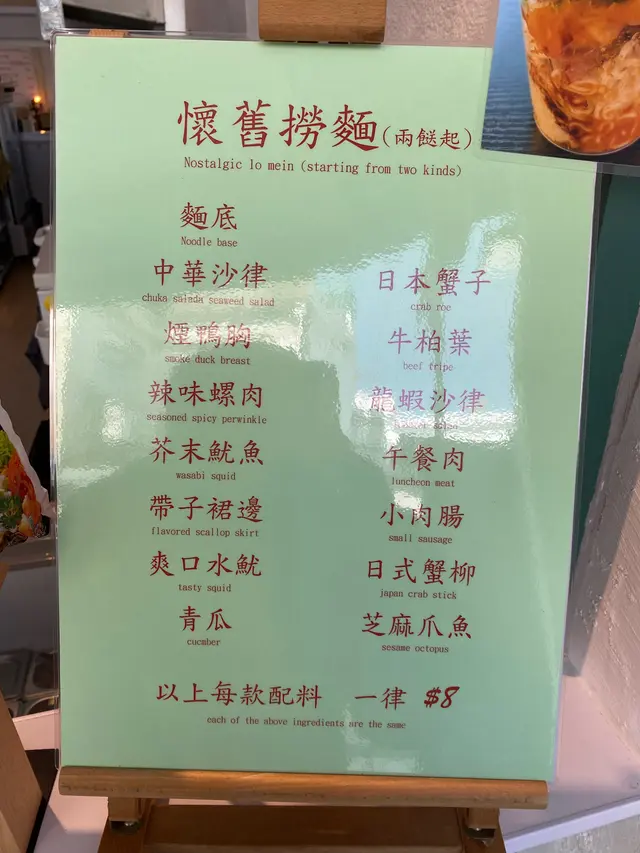 懷舊撈麵(兩餸起)
Nostalgic lo mein (starting from two kinds)
麵底
Noodle base
中華沙律
chuka salada seaweed salad
煙鴨胸
smoke duck breast
辣味螺肉
seasoned spicy perwinkle
芥末魷魚
wasabi squid
帶子裙邊
flavored scallop skirt
爽口水魷
tasty squid
青瓜
cucmber
日本蟹子
crab roe
牛柏葉
beef tripe
龍蝦沙律
午餐肉
luncheon meat
小肉腸
small sausage
日式蟹柳
japan crab stick
芝麻爪魚
sesame octopus
以上每款配料 一律 $8
each of the above ingredients are the same